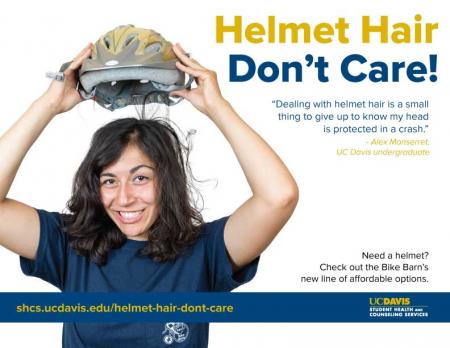 Helmet Hair
Don't Care!
"Dealing with helmet hair is a small
thing to give up to know my head
is protected in a crash."
- Alex Monserret,
UC Davis undergraduate
Need a helmet?
Check out the Bike Barn's
new line of affordable options.
shcs.ucdavis.edu/helmet-hair-dont-care
UCDAVIS
STUDENT HEALTH AND
COUNSELING SERVICES